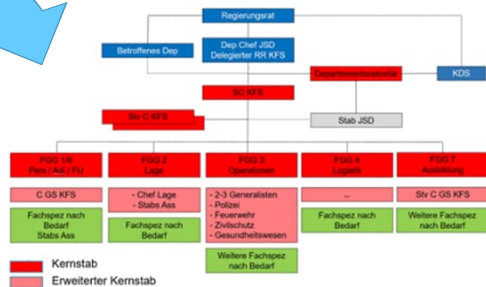 Regierungsrat
Betroffenes Dep
Dep Chef JSD
Delegierter RR KFS
Departementssekretär
KDS
SC KFS
Stv C KFS
Stab JSD
FGG 1/6
Pers / Adj / FU
FGG 2
Lage
FGG 3
Operationen
FGG 4
Logistik
FGG 7
Ausbildung
C GS KFS
- Chef Lage
- Stabs Ass
- 2-3 Generalisten
- Polizei
- Feuerwehr
- Zivilschutz
- Gesundheitswesen
...
Stv C GS KFS
Fachspez nach
Bedarf
Stabs Ass
Fachspez nach
Bedarf
Weitere Fachspez
nach Bedarf
Fachspez nach
Bedarf
Weitere Fachspez
nach Bedarf
Kernstab
Erweiterter Kernstab